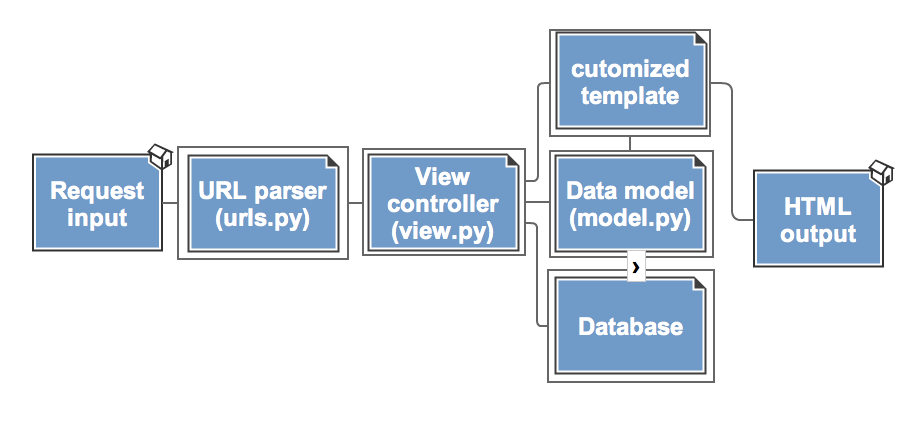 Request
input
URL parser
(urls.py)
View
controller
(view.py)
cutomized
template
Data model
(model.py)
›
Database
HTML
output